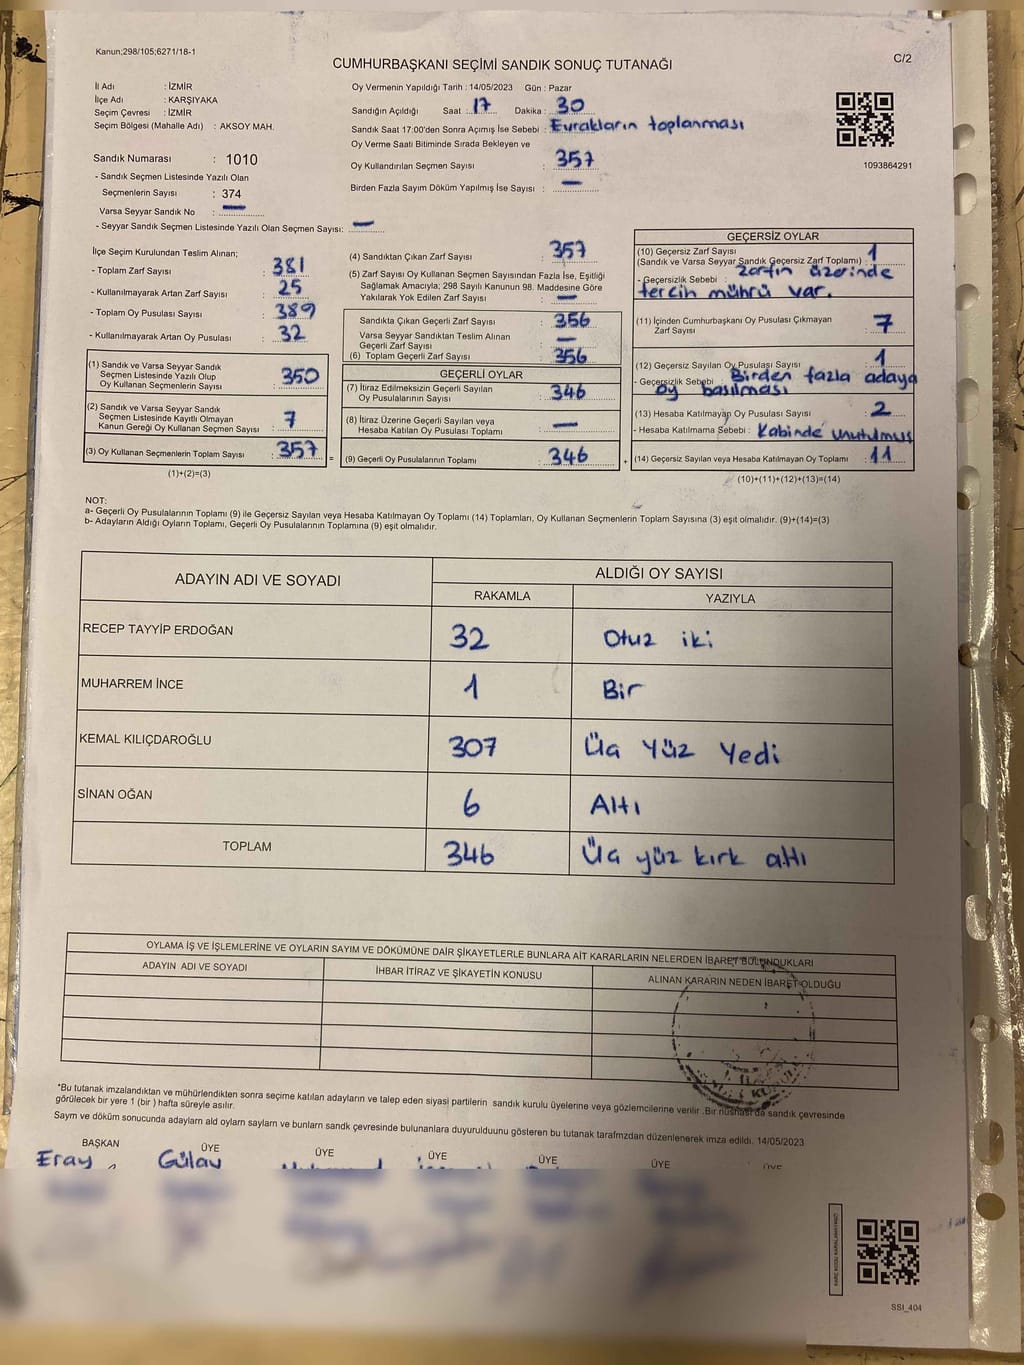 Kanun;298/105;6271/18-1
CUMHURBAŞKANI SEÇİMİ SANDIK SONUÇ TUTANAĞI
C/2
İl Adı : İZMİR
İlçe Adı : KARŞIYAKA
Seçim Çevresi : İZMİR
Seçim Bölgesi (Mahalle Adı) : AKSOY MAH.
Sandık Numarası : 1010
- Sandık Seçmen Listesinde Yazılı Olan
Seçmenlerin Sayısı : 374
Varsa Seyyar Sandık No : —
- Seyyar Sandık Seçmen Listesinde Yazılı Olan Seçmen Sayısı: —
Oy Vermenin Yapıldığı Tarih : 14/05/2023 Gün : Pazar
Sandığın Açıldığı Saat : 17 Dakika : 30
Sandık Saat 17:00'den Sonra Açımış İse Sebebi : Evrakların toplanması
Oy Verme Saati Bitiminde Sırada Bekleyen ve
Oy Kullandırılan Seçmen Sayısı : 357
Birden Fazla Sayım Döküm Yapılmış İse Sayısı : —
1093864291
İlçe Seçim Kurulundan Teslim Alınan;
- Toplam Zarf Sayısı : 381
- Kullanılmayarak Artan Zarf Sayısı : 25
- Toplam Oy Pusulası Sayısı : 389
- Kullanılmayarak Artan Oy Pusulası : 32
(1) Sandık ve Varsa Seyyar Sandık
Seçmen Listesinde Yazılı Olup
Oy Kullanan Seçmenlerin Sayısı : 350
(2) Sandık ve Varsa Seyyar Sandık
Seçmen Listesinde Kayıtlı Olmayan
Kanun Gereği Oy Kullanan Seçmen Sayısı : 7
(3) Oy Kullanan Seçmenlerin Toplam Sayısı : 357
(1)+(2)=(3)
(4) Sandıktan Çıkan Zarf Sayısı : 357
(5) Zarf Sayısı Oy Kullanan Seçmen Sayısından Fazla İse, Eşitliği
Sağlamak Amacıyla; 298 Sayılı Kanunun 98. Maddesine Göre
Yakılarak Yok Edilen Zarf Sayısı : —
Sandıkta Çıkan Geçerli Zarf Sayısı : 356
Varsa Seyyar Sandıktan Teslim Alınan
Geçerli Zarf Sayısı : —
(6) Toplam Geçerli Zarf Sayısı : 356
GEÇERLİ OYLAR
(7) İtiraz Edilmeksizin Geçerli Sayılan
Oy Pusulalarının Sayısı : 346
(8) İtiraz Üzerine Geçerli Sayılan veya
Hesaba Katılan Oy Pusulası Toplamı : —
= (9) Geçerli Oy Pusulalarının Toplamı : 346 +
GEÇERSİZ OYLAR
(10) Geçersiz Zarf Sayısı : 1
(Sandık ve Varsa Seyyar Sandık Geçersiz Zarf Toplamı)
- Geçersizlik Sebebi : Zarfın üzerinde
tercih mührü var.
(11) İçinden Cumhurbaşkanı Oy Pusulası Çıkmayan
Zarf Sayısı : 7
(12) Geçersiz Sayılan Oy Pusulası Sayısı : 1
- Geçersizlik Sebebi : Birden fazla adaya
oy basılması
(13) Hesaba Katılmayan Oy Pusulası Sayısı : 2
- Hesaba Katılmama Sebebi : Kabinde unutulmuş
(14) Geçersiz Sayılan veya Hesaba Katılmayan Oy Toplamı : 11
(10)+(11)+(12)+(13)=(14)
NOT:
a- Geçerli Oy Pusulalarının Toplamı (9) ile Geçersiz Sayılan veya Hesaba Katılmayan Oy Toplamı (14) Toplamları, Oy Kullanan Seçmenlerin Toplam Sayısına (3) eşit olmalıdır. (9)+(14)=(3)
b- Adayların Aldığı Oyların Toplamı, Geçerli Oy Pusulalarının Toplamına (9) eşit olmalıdır.
ADAYIN ADI VE SOYADI
ALDIĞI OY SAYISI
RAKAMLA YAZIYLA
RECEP TAYYİP ERDOĞAN 32 Otuz iki
MUHARREM İNCE 1 Bir
KEMAL KILIÇDAROĞLU 307 Üç Yüz Yedi
SİNAN OĞAN 6 Altı
TOPLAM 346 Üç yüz kırk altı
OYLAMA İŞ VE İŞLEMLERİNE VE OYLARIN SAYIM VE DÖKÜMÜNE DAİR ŞİKAYETLERLE BUNLARA AİT KARARLARIN NELERDEN İBARET BULUNDUKLARI
ADAYIN ADI VE SOYADI İHBAR İTİRAZ VE ŞİKAYETİN KONUSU ALINAN KARARIN NEDEN İBARET OLDUĞU
*Bu tutanak imzalandıktan ve mühürlendikten sonra seçime katılan adayların ve talep eden siyasi partilerin sandık kurulu üyelerine veya gözlemcilerine verilir .Bir nüshası da sandık çevresinde
görülecek bir yere 1 (bir ) hafta süreyle asılır.
Sayım ve döküm sonucunda adaylarn ald oylarn saylarn ve bunlarn sandk çevresinde bulunanlara duyurulduunu gösteren bu tutanak tarafmzdan düzenlenerek imza edildi. 14/05/2023
BAŞKAN ÜYE ÜYE ÜYE ÜYE ÜYE ÜYE
Eray Gülay
SSI_404